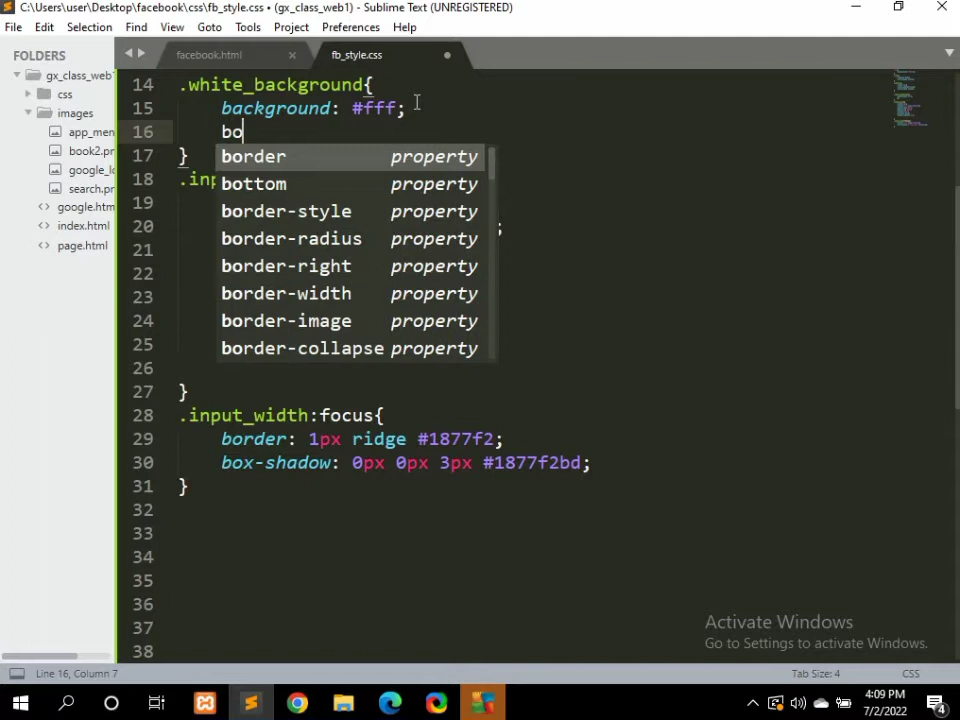 C:\Users\user\Desktop\facebook\css\fb_style.css • (gx_class_web1) - Sublime Text (UNREGISTERED)
File Edit Selection Find View Goto Tools Project Preferences Help
FOLDERS
gx_class_web1
css
images
app_men
book2.pr
google_lo
search.pr
google.htm
index.html
page.html
facebook.html
fb_style.css
14 .white_background{
15 background: #fff;
16 bo
17 }
18 .inp
19
20 ;
21
22
23
24
25
26
27 }
28 .input_width:focus{
29 border: 1px ridge #1877f2;
30 box-shadow: 0px 0px 3px #1877f2bd;
31 }
32
33
34
35
36
37
38
border property
bottom property
border-style property
border-radius property
border-right property
border-width property
border-image property
border-collapse property
Activate Windows
Go to Settings to activate Windows.
Line 16, Column 7
Tab Size: 4
CSS
4:09 PM
7/2/2022
4